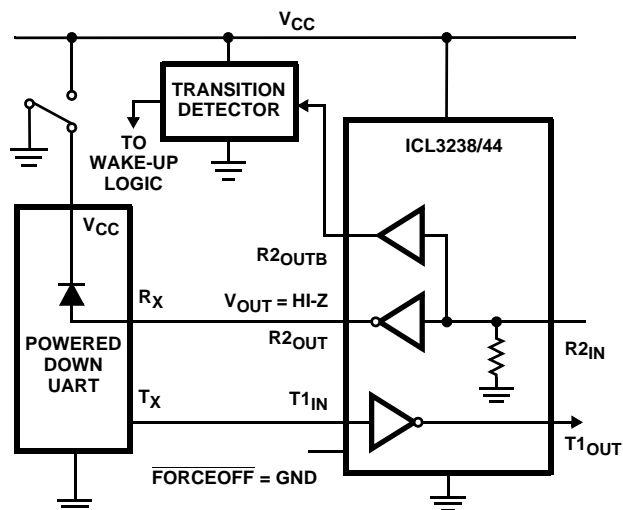 VCC
TRANSITION
DETECTOR
TO
WAKE-UP
LOGIC
ICL3238/44
VCC
R2OUTB
RX
VOUT = HI-Z
R2OUT
R2IN
POWERED
DOWN
UART
TX
T1IN
T1OUT
FORCEOFF = GND